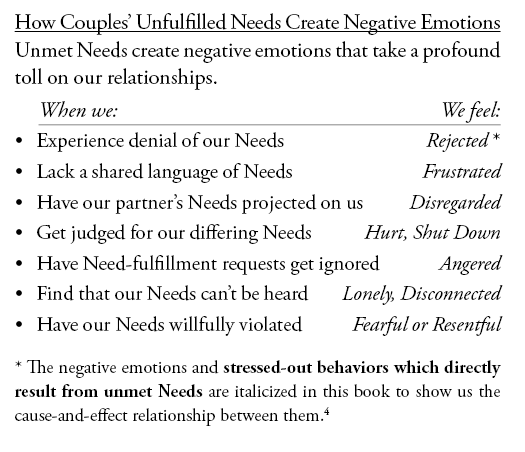 How Couples’ Unfulfilled Needs Create Negative Emotions
Unmet Needs create negative emotions that take a profound
toll on our relationships.
When we: We feel:
• Experience denial of our Needs Rejected *
• Lack a shared language of Needs Frustrated
• Have our partner’s Needs projected on us Disregarded
• Get judged for our differing Needs Hurt, Shut Down
• Have Need-fulfillment requests get ignored Angered
• Find that our Needs can’t be heard Lonely, Disconnected
• Have our Needs willfully violated Fearful or Resentful
* The negative emotions and stressed-out behaviors which directly
result from unmet Needs are italicized in this book to show us the
cause-and-effect relationship between them.⁴